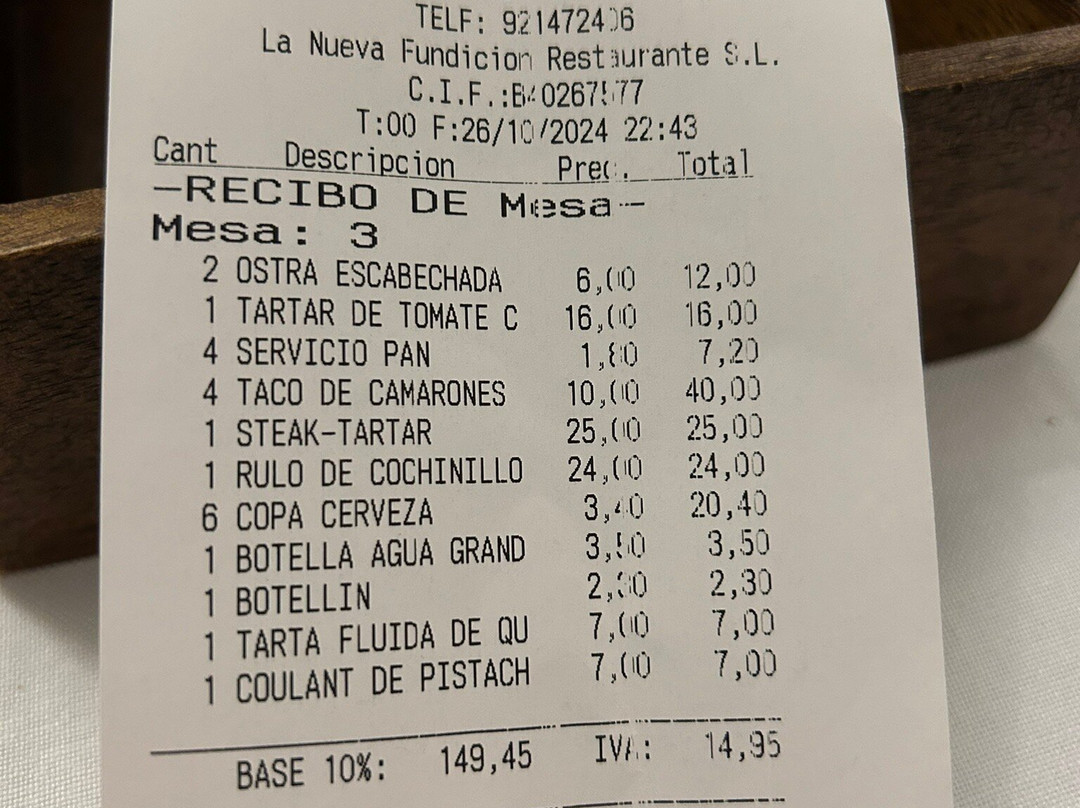 TELF: 921472406
La Nueva Fundicion Restaurante S.L.
C.I.F.:B40267577
T:00 F:26/10/2024 22:43
Cant Descripcion Prec. Total
-RECIBO DE Mesa-
Mesa: 3
2 OSTRA ESCABECHADA 6,00 12,00
1 TARTAR DE TOMATE C 16,00 16,00
4 SERVICIO PAN 1,80 7,20
4 TACO DE CAMARONES 10,00 40,00
1 STEAK-TARTAR 25,00 25,00
1 RULO DE COCHINILLO 24,00 24,00
6 COPA CERVEZA 3,40 20,40
1 BOTELLA AGUA GRAND 3,50 3,50
1 BOTELLIN 2,30 2,30
1 TARTA FLUIDA DE QU 7,00 7,00
1 COULANT DE PISTACH 7,00 7,00
BASE 10%: 149,45 IVA: 14,95